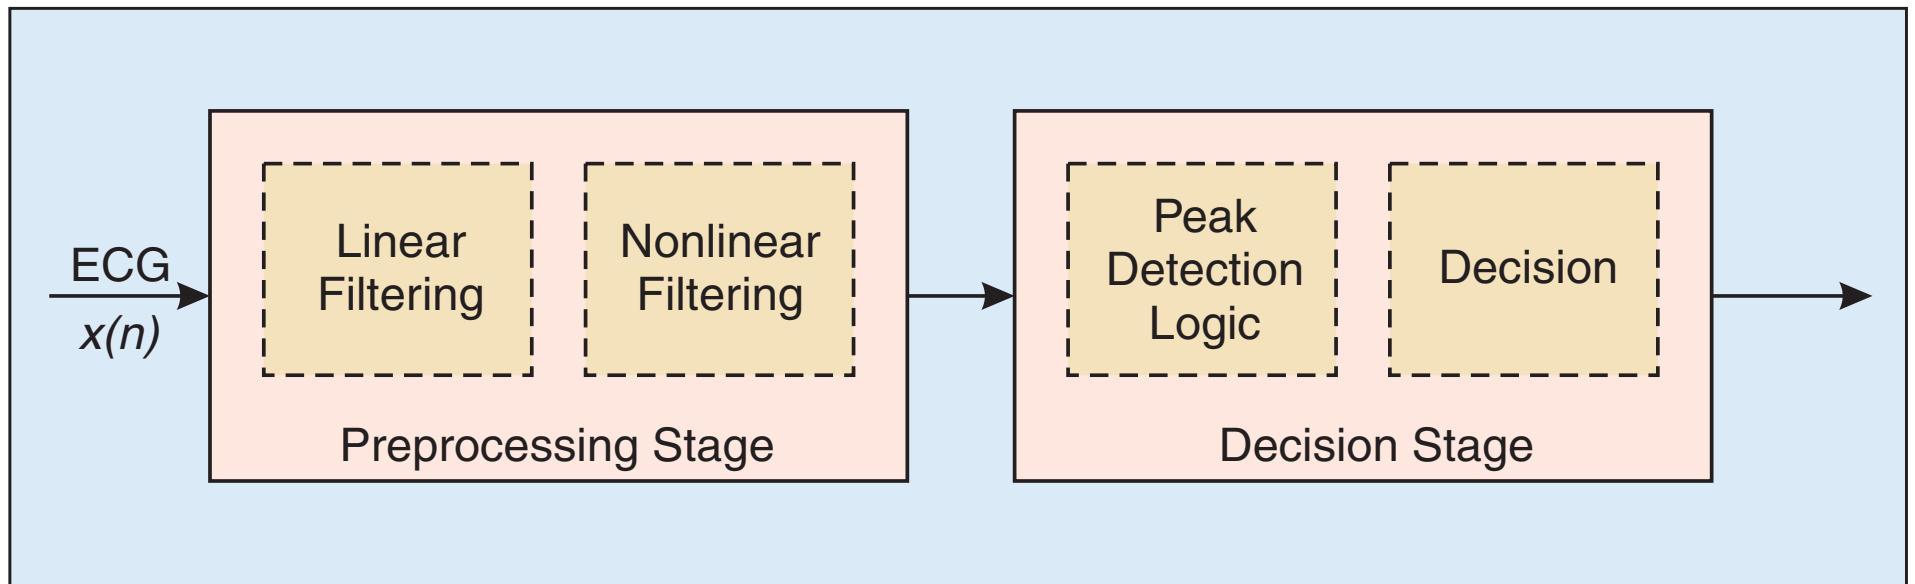 ECG
x(n)
Linear
Filtering
Nonlinear
Filtering
Preprocessing Stage
Peak
Detection
Logic
Decision
Decision Stage